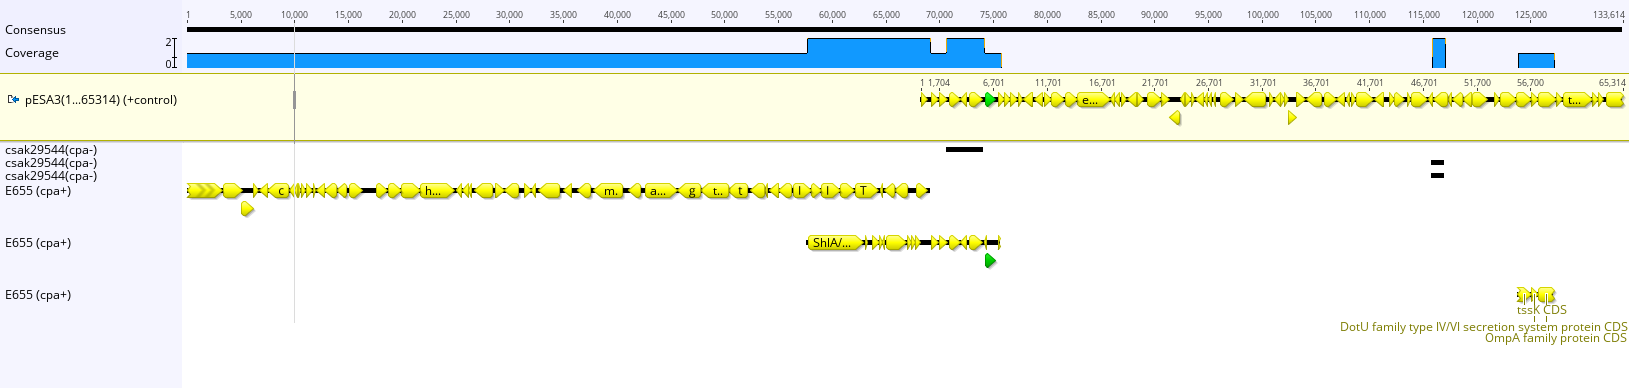 1 5,000 10,000 15,000 20,000 25,000 30,000 35,000 40,000 45,000 50,000 55,000 60,000 65,000 70,000 75,000 80,000 85,000 90,000 95,000 100,000 105,000 110,000 115,000 120,000 125,000 133,614
Consensus
2
Coverage
0
1 1,704 6,701 11,701 16,701 21,701 26,701 31,701 36,701 41,701 46,701 51,700 56,700 65,314
pESA3(1...65314) (+control) e... t...
csak29544(cpa-)
csak29544(cpa-)
csak29544(cpa-)
E655 (cpa+) c h... m. a... g t.. t l l T
E655 (cpa+) ShlA/...
E655 (cpa+)
tssK CDS
DotU family type IV/VI secretion system protein CDS
OmpA family protein CDS